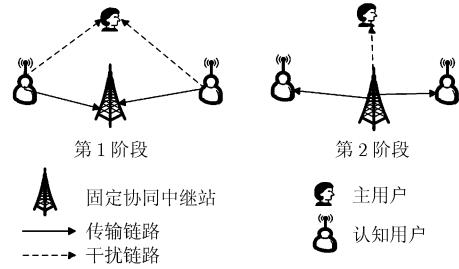 第1阶段
第2阶段
固定协同中继站
主用户
传输链路
认知用户
干扰链路